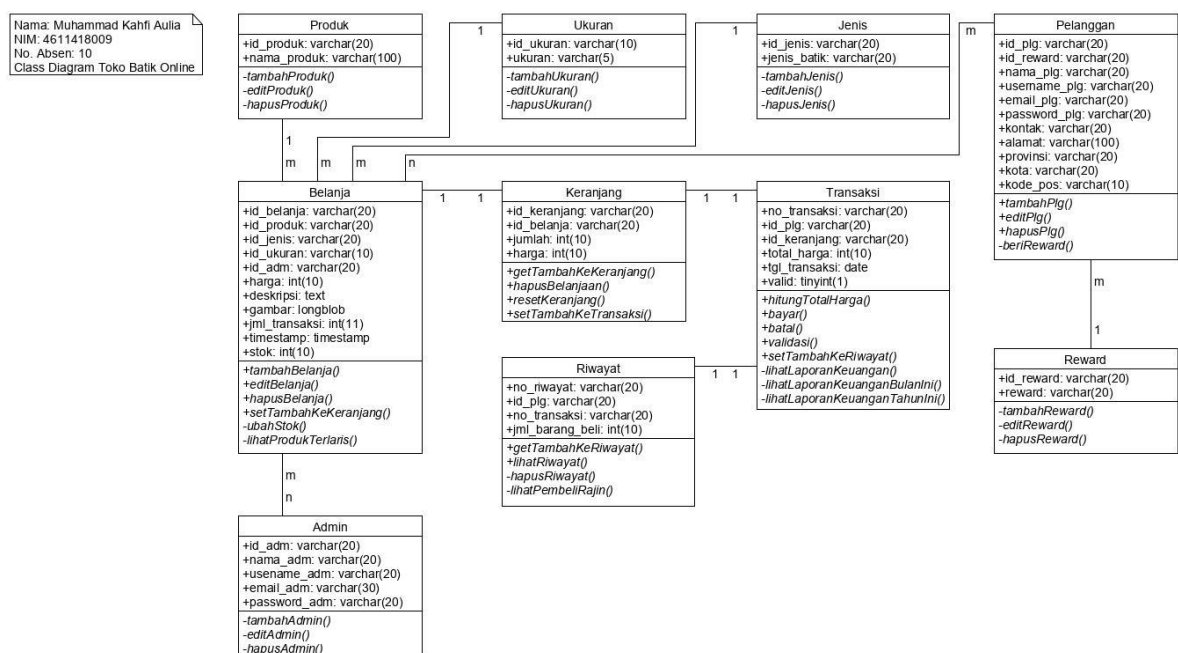 Nama: Muhammad Kahfi Aulia
NIM: 4611418009
No. Absen: 10
Class Diagram Toko Batik Online
Produk
+id_produk: varchar(20)
+nama_produk: varchar(100)
-tambahProduk()
-editProduk()
-hapusProduk()
1
m
Ukuran
+id_ukuran: varchar(10)
+ukuran: varchar(5)
-tambahUkuran()
-editUkuran()
-hapusUkuran()
1
m
Jenis
+id_jenis: varchar(20)
+jenis_batik: varchar(20)
-tambahJenis()
-editJenis()
-hapusJenis()
1
m
Pelanggan
+id_plg: varchar(20)
+id_reward: varchar(20)
+nama_plg: varchar(20)
+username_plg: varchar(20)
+email_plg: varchar(20)
+password_plg: varchar(20)
+kontak: varchar(20)
+alamat: varchar(100)
+provinsi: varchar(20)
+kota: varchar(20)
+kode_pos: varchar(10)
+tambahPlg()
+editPlg()
+hapusPlg()
-beriReward()
m
n
Belanja
+id_belanja: varchar(20)
+id_produk: varchar(20)
+id_jenis: varchar(20)
+id_ukuran: varchar(10)
+id_adm: varchar(20)
+harga: int(10)
+deskripsi: text
+gambar: longblob
+jml_transaksi: int(11)
+timestamp: timestamp
+stok: int(10)
+tambahBelanja()
+editBelanja()
+hapusBelanja()
+setTambahKeKeranjang()
-ubahStok()
-lihatProdukTerlaris()
1 1
Keranjang
+id_keranjang: varchar(20)
+id_belanja: varchar(20)
+jumlah: int(10)
+harga: int(10)
+getTambahKeKeranjang()
+hapusBelanjaan()
+resetKeranjang()
+setTambahKeTransaksi()
1 1
Transaksi
+no_transaksi: varchar(20)
+id_plg: varchar(20)
+id_keranjang: varchar(20)
+total_harga: int(10)
+tgl_transaksi: date
+valid: tinyint(1)
+hitungTotalHarga()
+bayar()
+batal()
+validasi()
+setTambahKeRiwayat()
-lihatLaporanKeuangan()
-lihatLaporanKeuanganBulanIni()
-lihatLaporanKeuanganTahunIni()
1 1
Riwayat
+no_riwayat: varchar(20)
+id_plg: varchar(20)
+no_transaksi: varchar(20)
+jml_barang_beli: int(10)
+getTambahKeRiwayat()
+lihatRiwayat()
-hapusRiwayat()
-lihatPembeliRajin()
m
1
Reward
+id_reward: varchar(20)
+reward: varchar(20)
-tambahReward()
-editReward()
-hapusReward()
m
n
Admin
+id_adm: varchar(20)
+nama_adm: varchar(20)
+usename_adm: varchar(20)
+email_adm: varchar(30)
+password_adm: varchar(20)
-tambahAdmin()
-editAdmin()
-hapusAdmin()